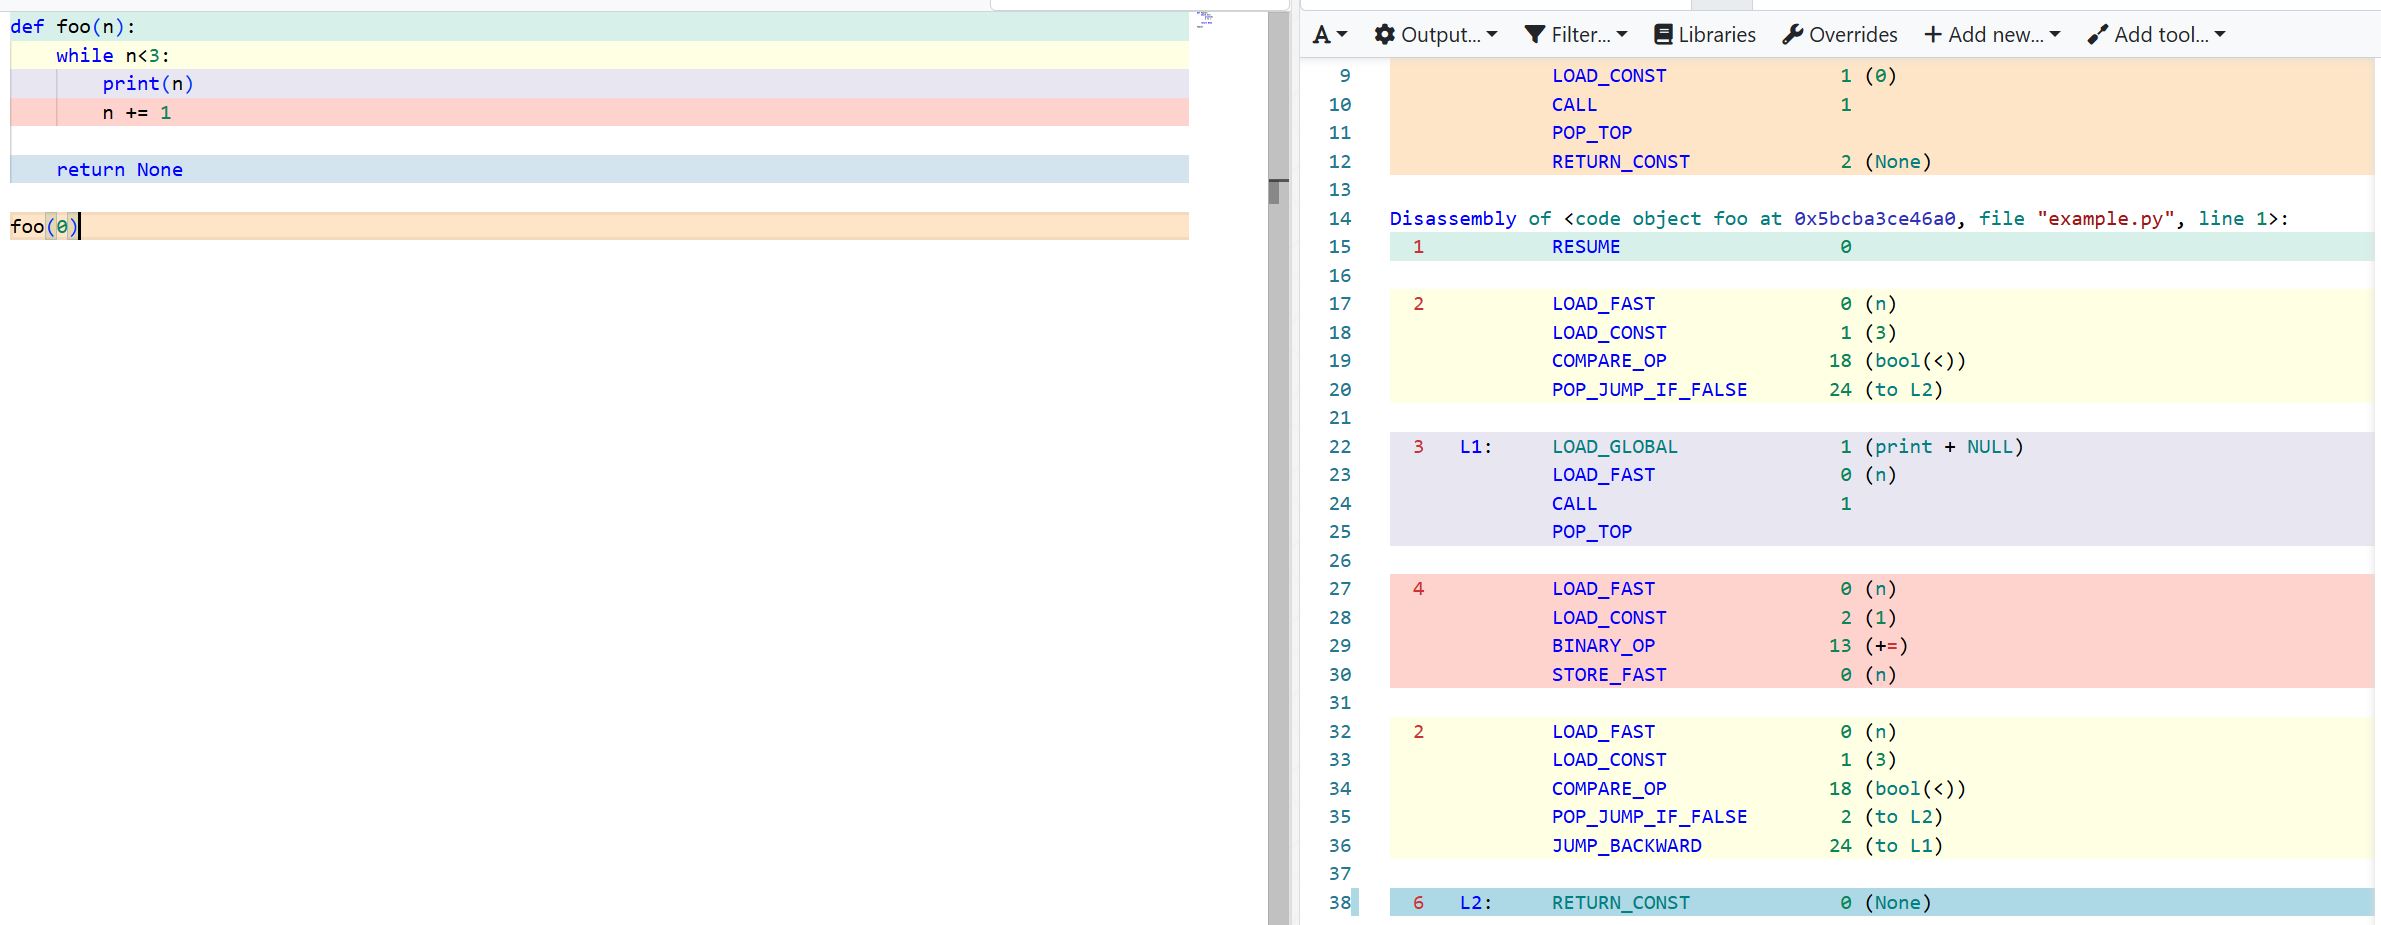 def foo(n):
    while n<3:
        print(n)
        n += 1
    return None
foo(0)
A Output... Filter... Libraries Overrides + Add new... Add tool...
9 LOAD_CONST 1 (0)
10 CALL 1
11 POP_TOP
12 RETURN_CONST 2 (None)
13
14 Disassembly of <code object foo at 0x5bcba3ce46a0, file "example.py", line 1>:
15 1 RESUME 0
16
17 2 LOAD_FAST 0 (n)
18 LOAD_CONST 1 (3)
19 COMPARE_OP 18 (bool(<))
20 POP_JUMP_IF_FALSE 24 (to L2)
21
22 3 L1: LOAD_GLOBAL 1 (print + NULL)
23 LOAD_FAST 0 (n)
24 CALL 1
25 POP_TOP
26
27 4 LOAD_FAST 0 (n)
28 LOAD_CONST 2 (1)
29 BINARY_OP 13 (+=)
30 STORE_FAST 0 (n)
31
32 2 LOAD_FAST 0 (n)
33 LOAD_CONST 1 (3)
34 COMPARE_OP 18 (bool(<))
35 POP_JUMP_IF_FALSE 2 (to L2)
36 JUMP_BACKWARD 24 (to L1)
37
38 6 L2: RETURN_CONST 0 (None)